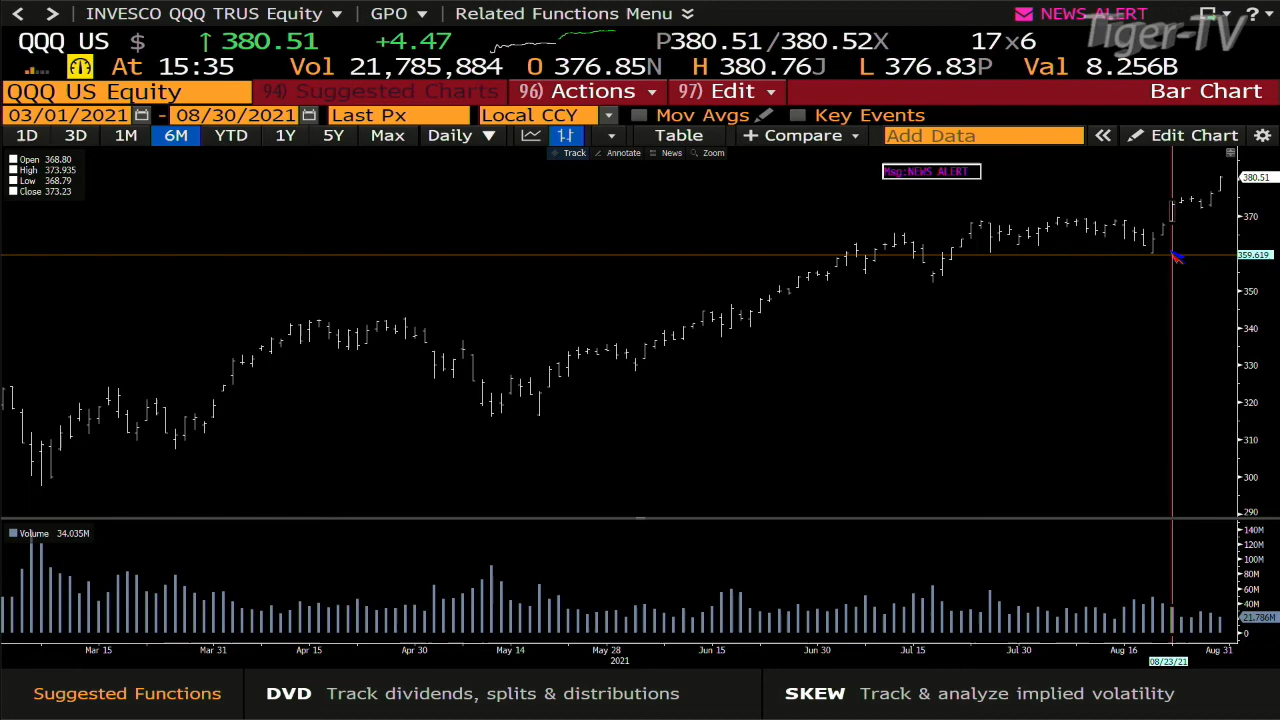 INVESCO QQQ TRUS Equity GPO Related Functions Menu NEWS ALERT ?
Tiger-TV
QQQ US $ ↑ 380.51 +4.47 P380.51/380.52X 17x6
At 15:35 Vol 21,785,884 O 376.85N H 380.76J L 376.83P Val 8.256B
QQQ US Equity 94) Suggested Charts 96) Actions 97) Edit Bar Chart
03/01/2021 - 08/30/2021 Last Px Local CCY Mov Avgs Key Events
1D 3D 1M 6M YTD 1Y 5Y Max Daily ▼ Table + Compare Add Data « Edit Chart
Track Annotate News Zoom
Open 368.80
High 373.935
Low 368.79
Close 373.23
Msg:NEWS ALERT
380.51
370
359.619
350
340
330
320
310
300
290
Volume 34.035M
140M
120M
100M
80M
60M
40M
21.786M
0
Mar 15 Mar 31 Apr 15 Apr 30 May 14 May 28 Jun 15 Jun 30 Jul 15 Jul 30 Aug 16 Aug 31
2021
08/23/21
Suggested Functions DVD Track dividends, splits & distributions SKEW Track & analyze implied volatility